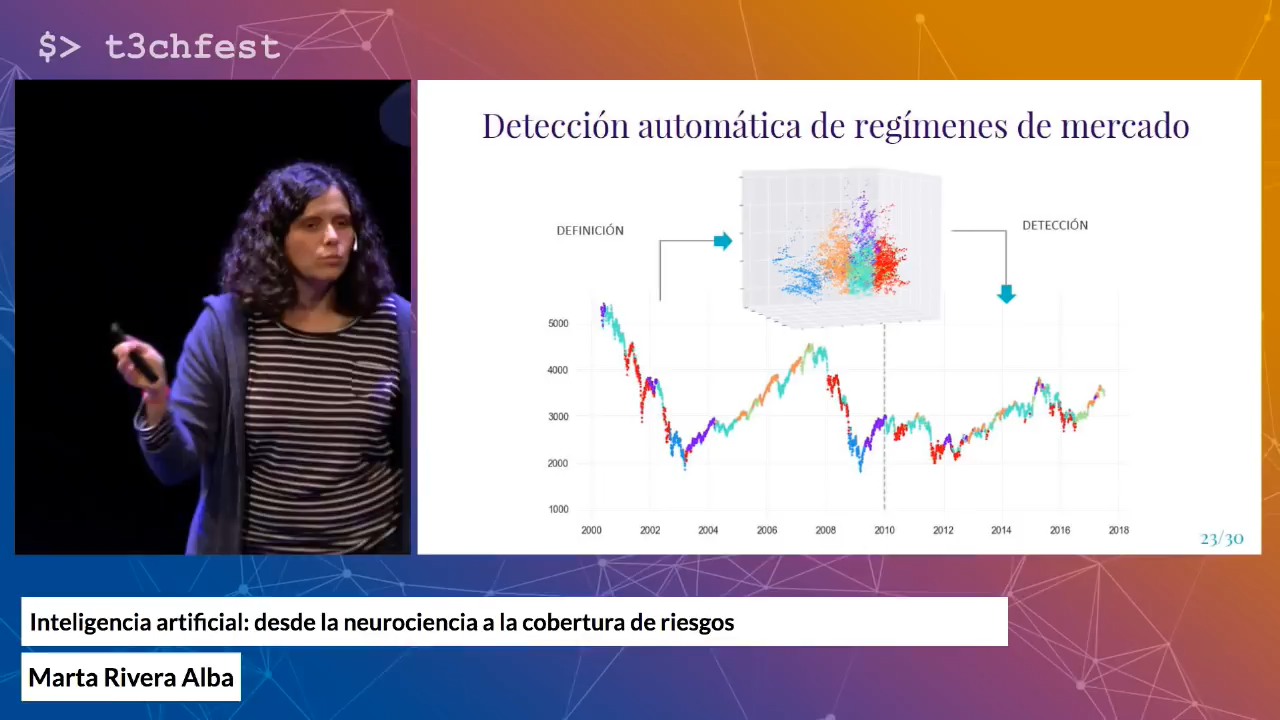 $> t3chfest
Detección automática de regímenes de mercado
DEFINICIÓN
DETECCIÓN
5000
4000
3000
2000
1000
2000 2002 2004 2006 2008 2010 2012 2014 2016 2018
23/30
Inteligencia artificial: desde la neurociencia a la cobertura de riesgos
Marta Rivera Alba